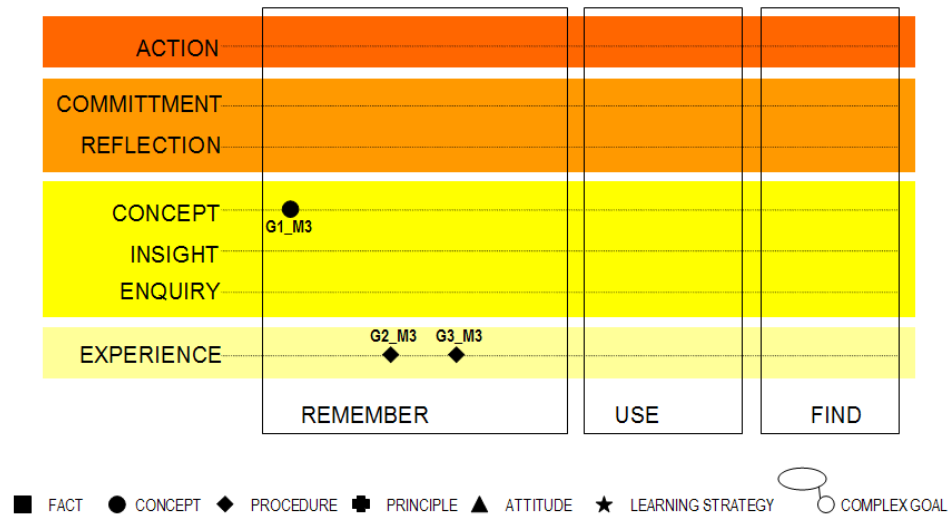 ACTION
COMMITTMENT
REFLECTION
CONCEPT
G1_M3
INSIGHT
ENQUIRY
G2_M3 G3_M3
EXPERIENCE
REMEMBER USE FIND
FACT CONCEPT PROCEDURE PRINCIPLE ATTITUDE LEARNING STRATEGY COMPLEX GOAL